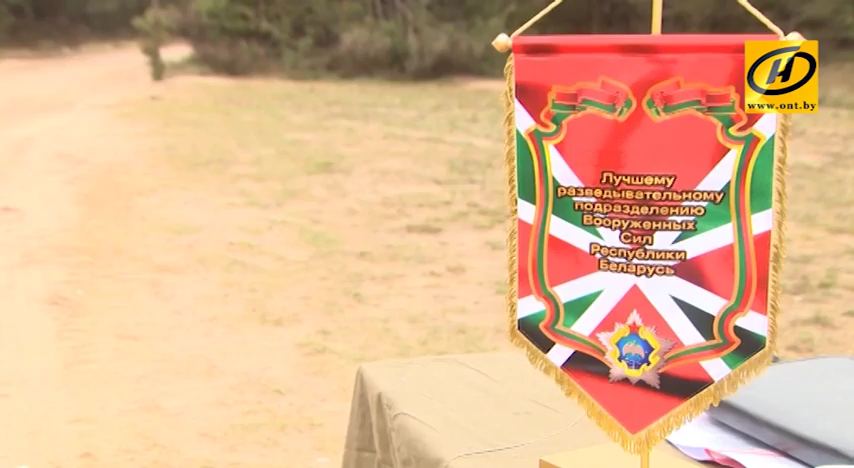 www.ont.by
Лучшему
разведывательному
подразделению
Вооруженных
Сил
Республики
Беларусь